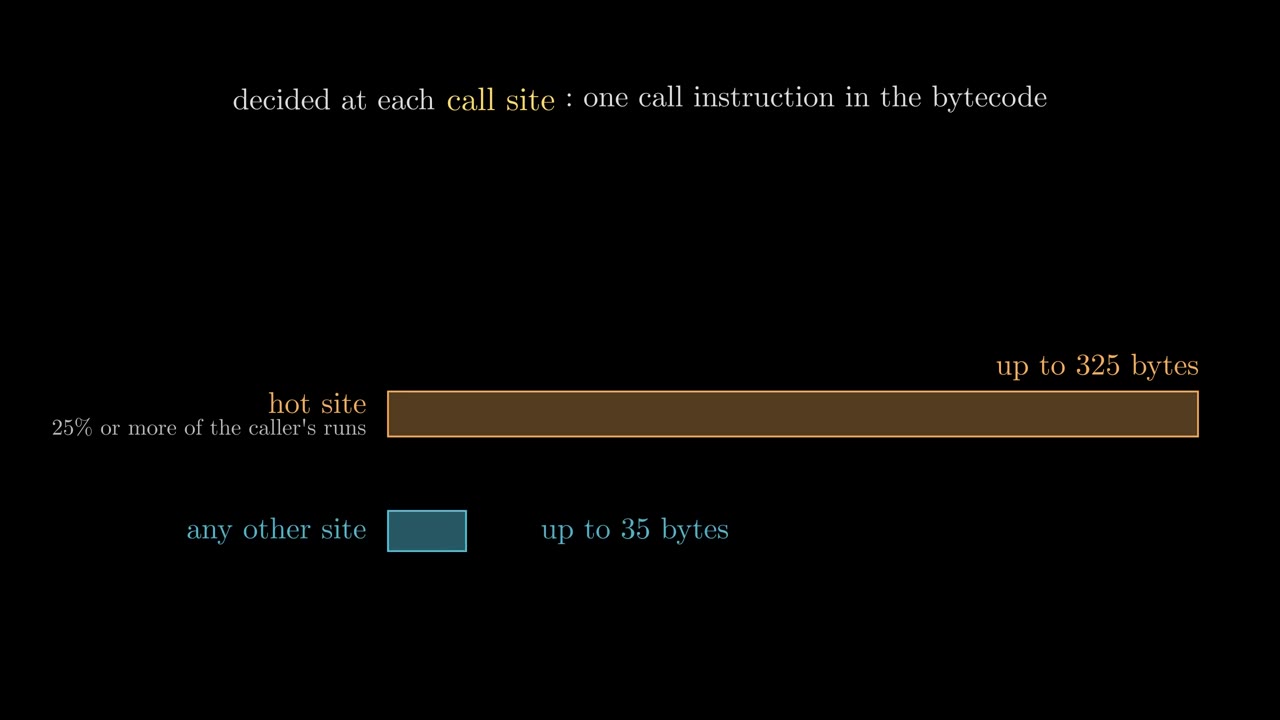 decided at each call site : one call instruction in the bytecode
up to 325 bytes
hot site
25% or more of the caller's runs
any other site
up to 35 bytes